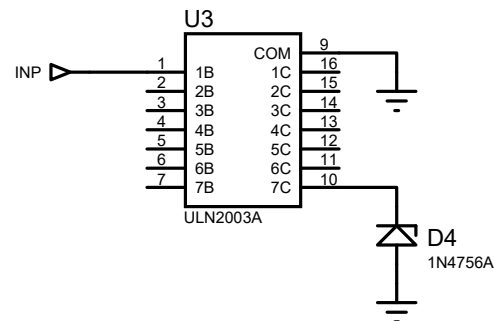 U3
INP
1 1B COM 9
2 2B 1C 16
3 3B 2C 15
4 4B 3C 14
5 5B 4C 13
6 6B 5C 12
7 7B 6C 11
7C 10
ULN2003A
D4
1N4756A